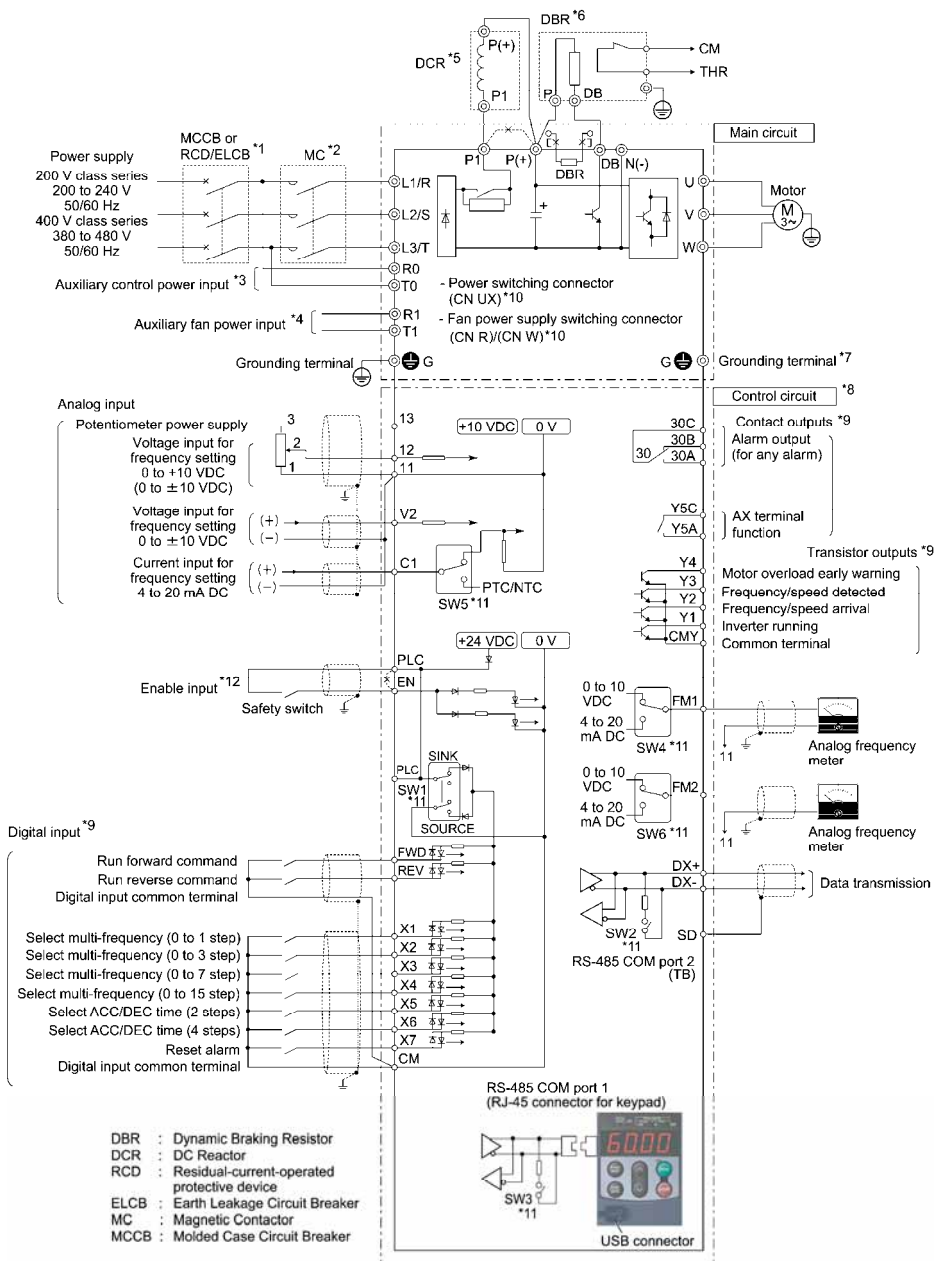 DBR *6
P(+)
DCR *5
CM
THR
P1
P
DB
Main circuit
MCCB or
RCD/ELCB *1
MC *2
Power supply
200 V class series
200 to 240 V
50/60 Hz
400 V class series
380 to 480 V
50/60 Hz
P1
P(+)
DBR
DB
N(-)
L1/R
L2/S
L3/T
U
V
W
Motor
M
3~
R0
T0
Auxiliary control power input *3
- Power switching connector
(CN UX)*10
R1
T1
Auxiliary fan power input *4
- Fan power supply switching connector
(CN R)/(CN W)*10
Grounding terminal
G
G
Grounding terminal *7
Control circuit *8
Analog input
Potentiometer power supply
3
2
1
13
12
11
+10 VDC
0 V
Voltage input for
frequency setting
0 to +10 VDC
(0 to ±10 VDC)
30C
30B
30A
30
Contact outputs *9
Alarm output
(for any alarm)
Voltage input for
frequency setting
0 to ±10 VDC
(+)
(−)
V2
Y5C
Y5A
AX terminal
function
Current input for
frequency setting
4 to 20 mA DC
(+)
(−)
C1
PTC/NTC
SW5 *11
Transistor outputs *9
Y4
Motor overload early warning
Y3
Frequency/speed detected
Y2
Frequency/speed arrival
Y1
Inverter running
CMY
Common terminal
+24 VDC
0 V
PLC
EN
Enable input *12
Safety switch
0 to 10
VDC
4 to 20
mA DC
FM1
SW4 *11
11
Analog frequency
meter
SINK
PLC
SW1
*11
SOURCE
0 to 10
VDC
4 to 20
mA DC
FM2
SW6 *11
11
Analog frequency
meter
Digital input *9
Run forward command
FWD
Run reverse command
REV
Digital input common terminal
DX+
DX-
Data transmission
SW2
*11
SD
RS-485 COM port 2
(TB)
Select multi-frequency (0 to 1 step)
X1
Select multi-frequency (0 to 3 step)
X2
Select multi-frequency (0 to 7 step)
X3
Select multi-frequency (0 to 15 step)
X4
Select ACC/DEC time (2 steps)
X5
Select ACC/DEC time (4 steps)
X6
Reset alarm
X7
Digital input common terminal
CM
RS-485 COM port 1
(RJ-45 connector for keypad)
60.00
SW3
*11
USB connector
DBR : Dynamic Braking Resistor
DCR : DC Reactor
RCD : Residual-current-operated
protective device
ELCB : Earth Leakage Circuit Breaker
MC : Magnetic Contactor
MCCB : Molded Case Circuit Breaker